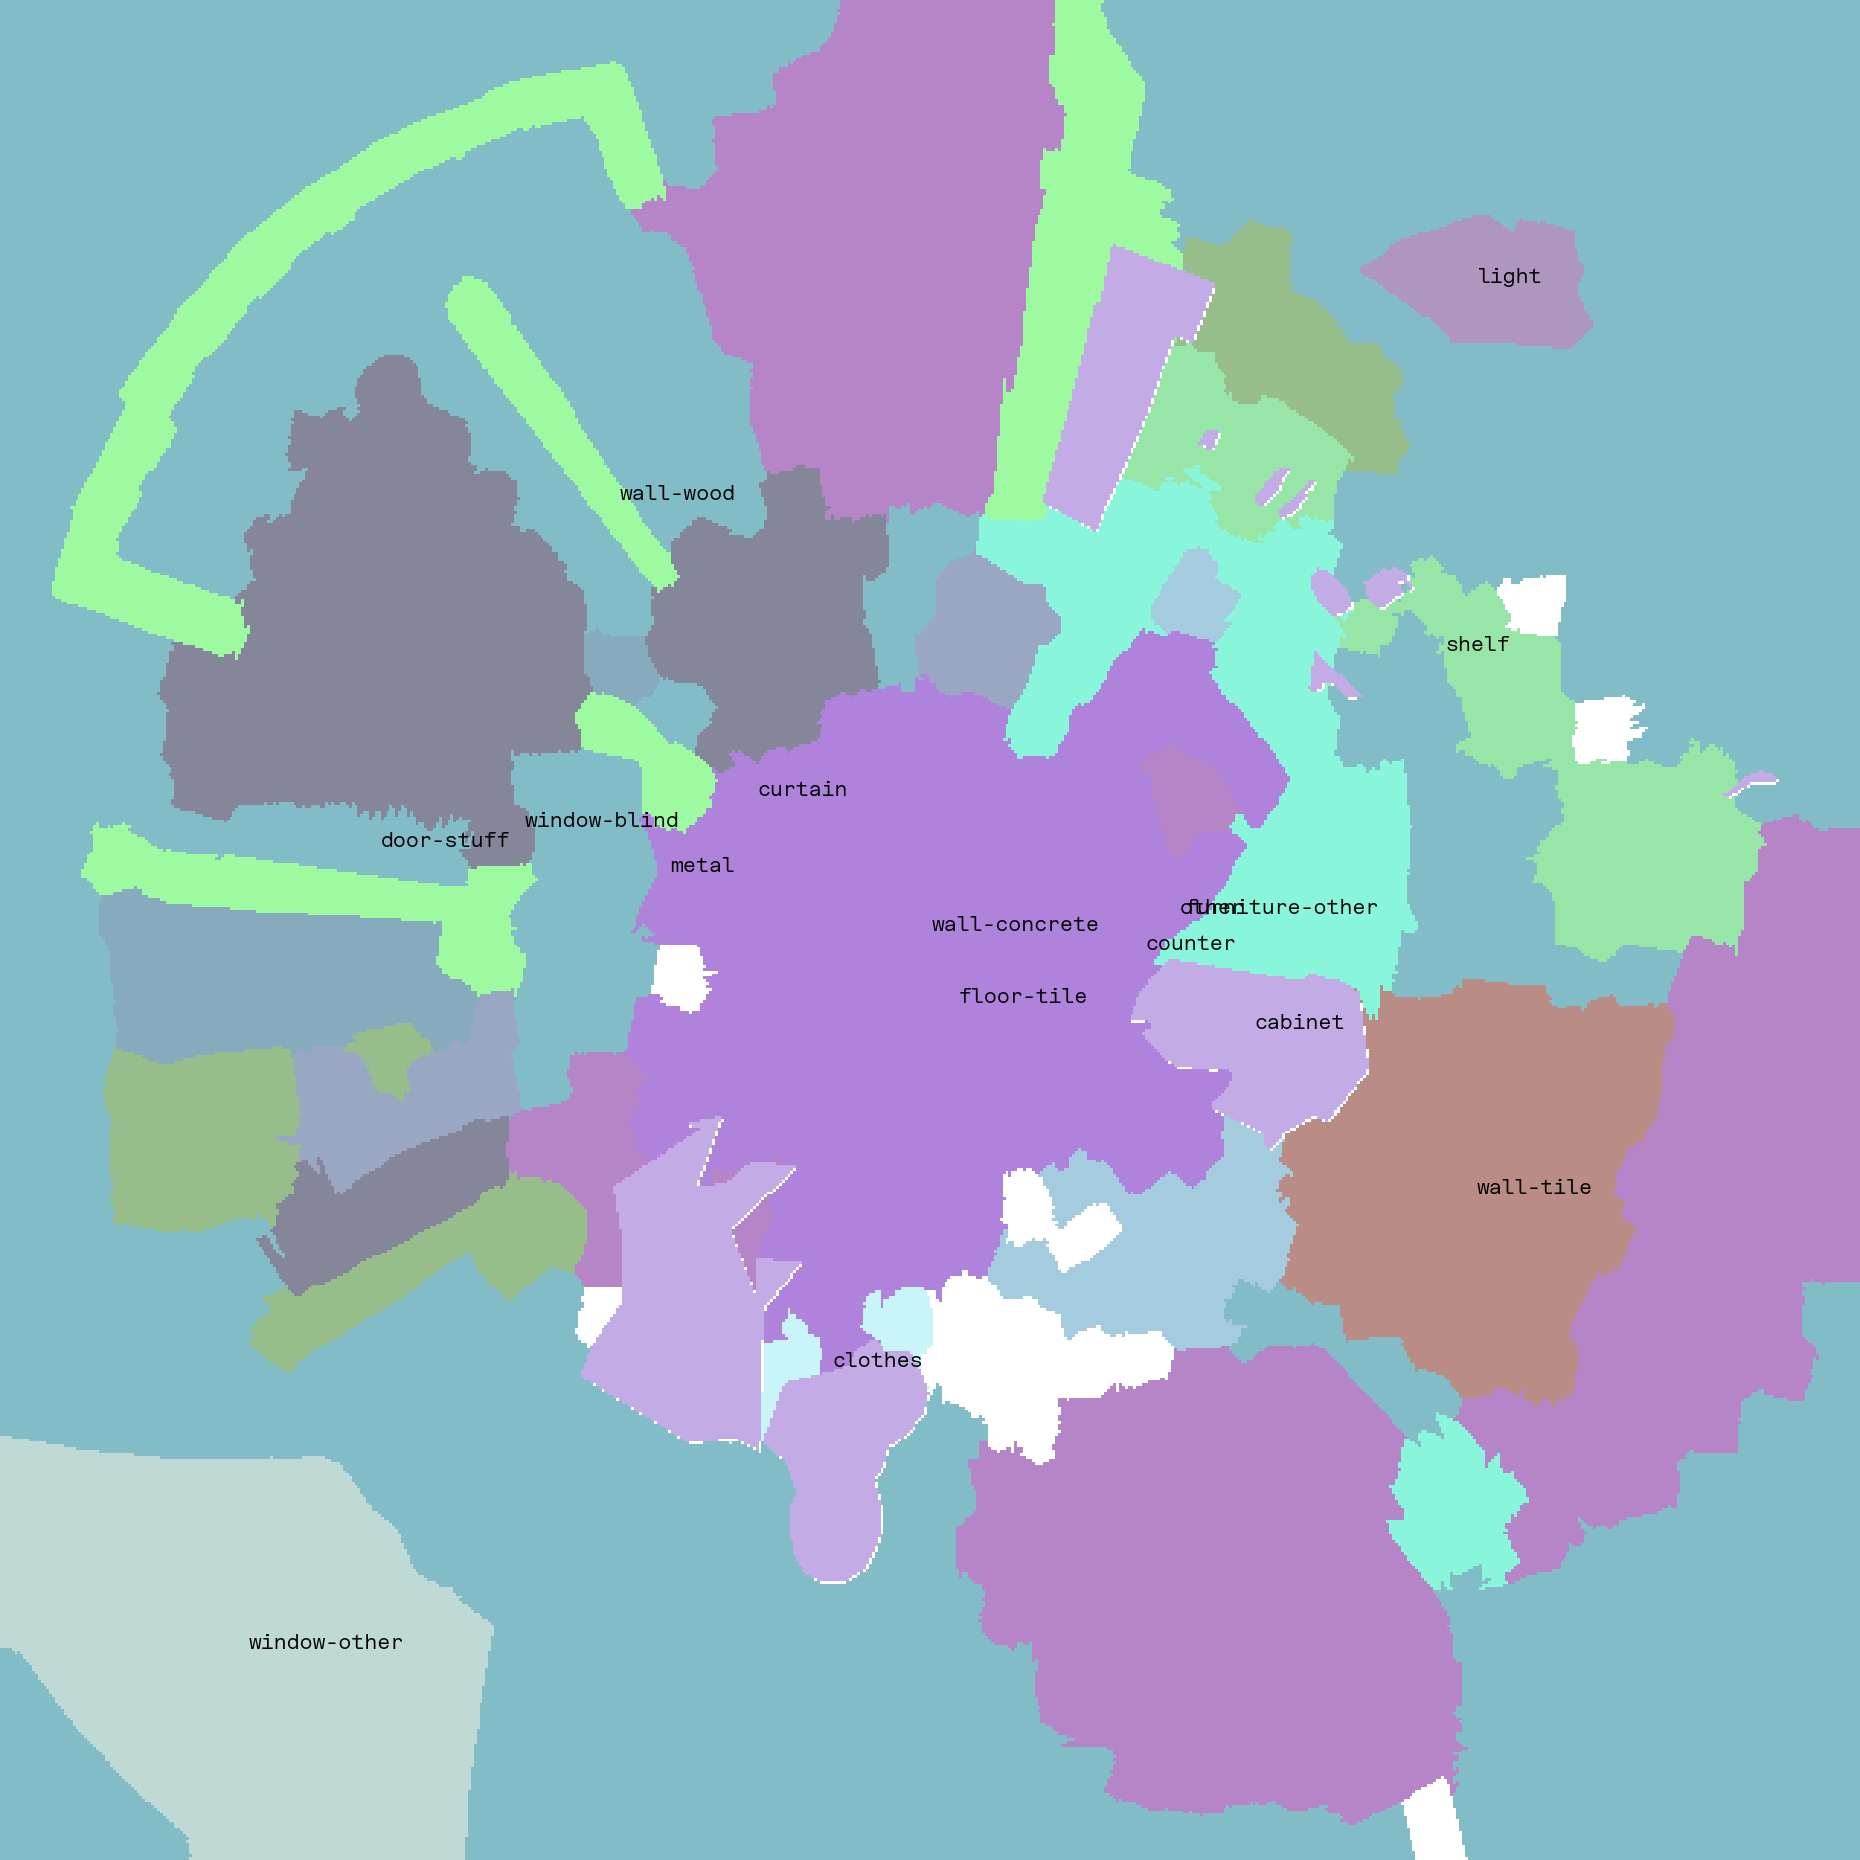 light
wall-wood
shelf
curtain
window-blind
door-stuff
metal
other
furniture-other
wall-concrete
counter
floor-tile
cabinet
wall-tile
clothes
window-other